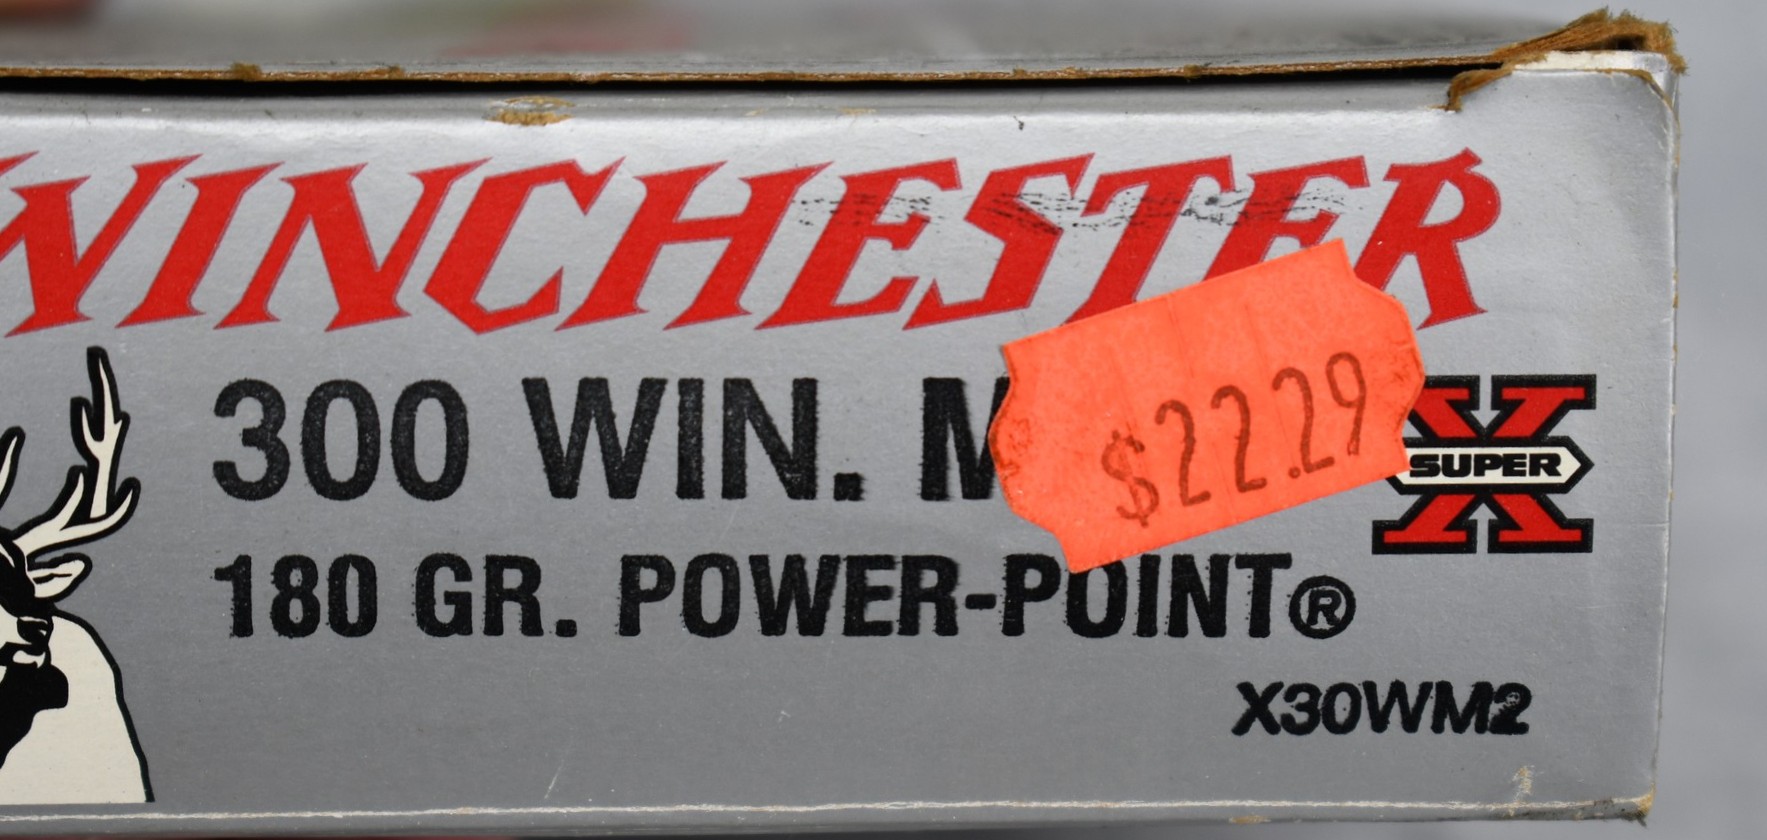 WINCHESTER
300 WIN.
$22.29
SUPER X
180 GR. POWER-POINT®
X30WM2